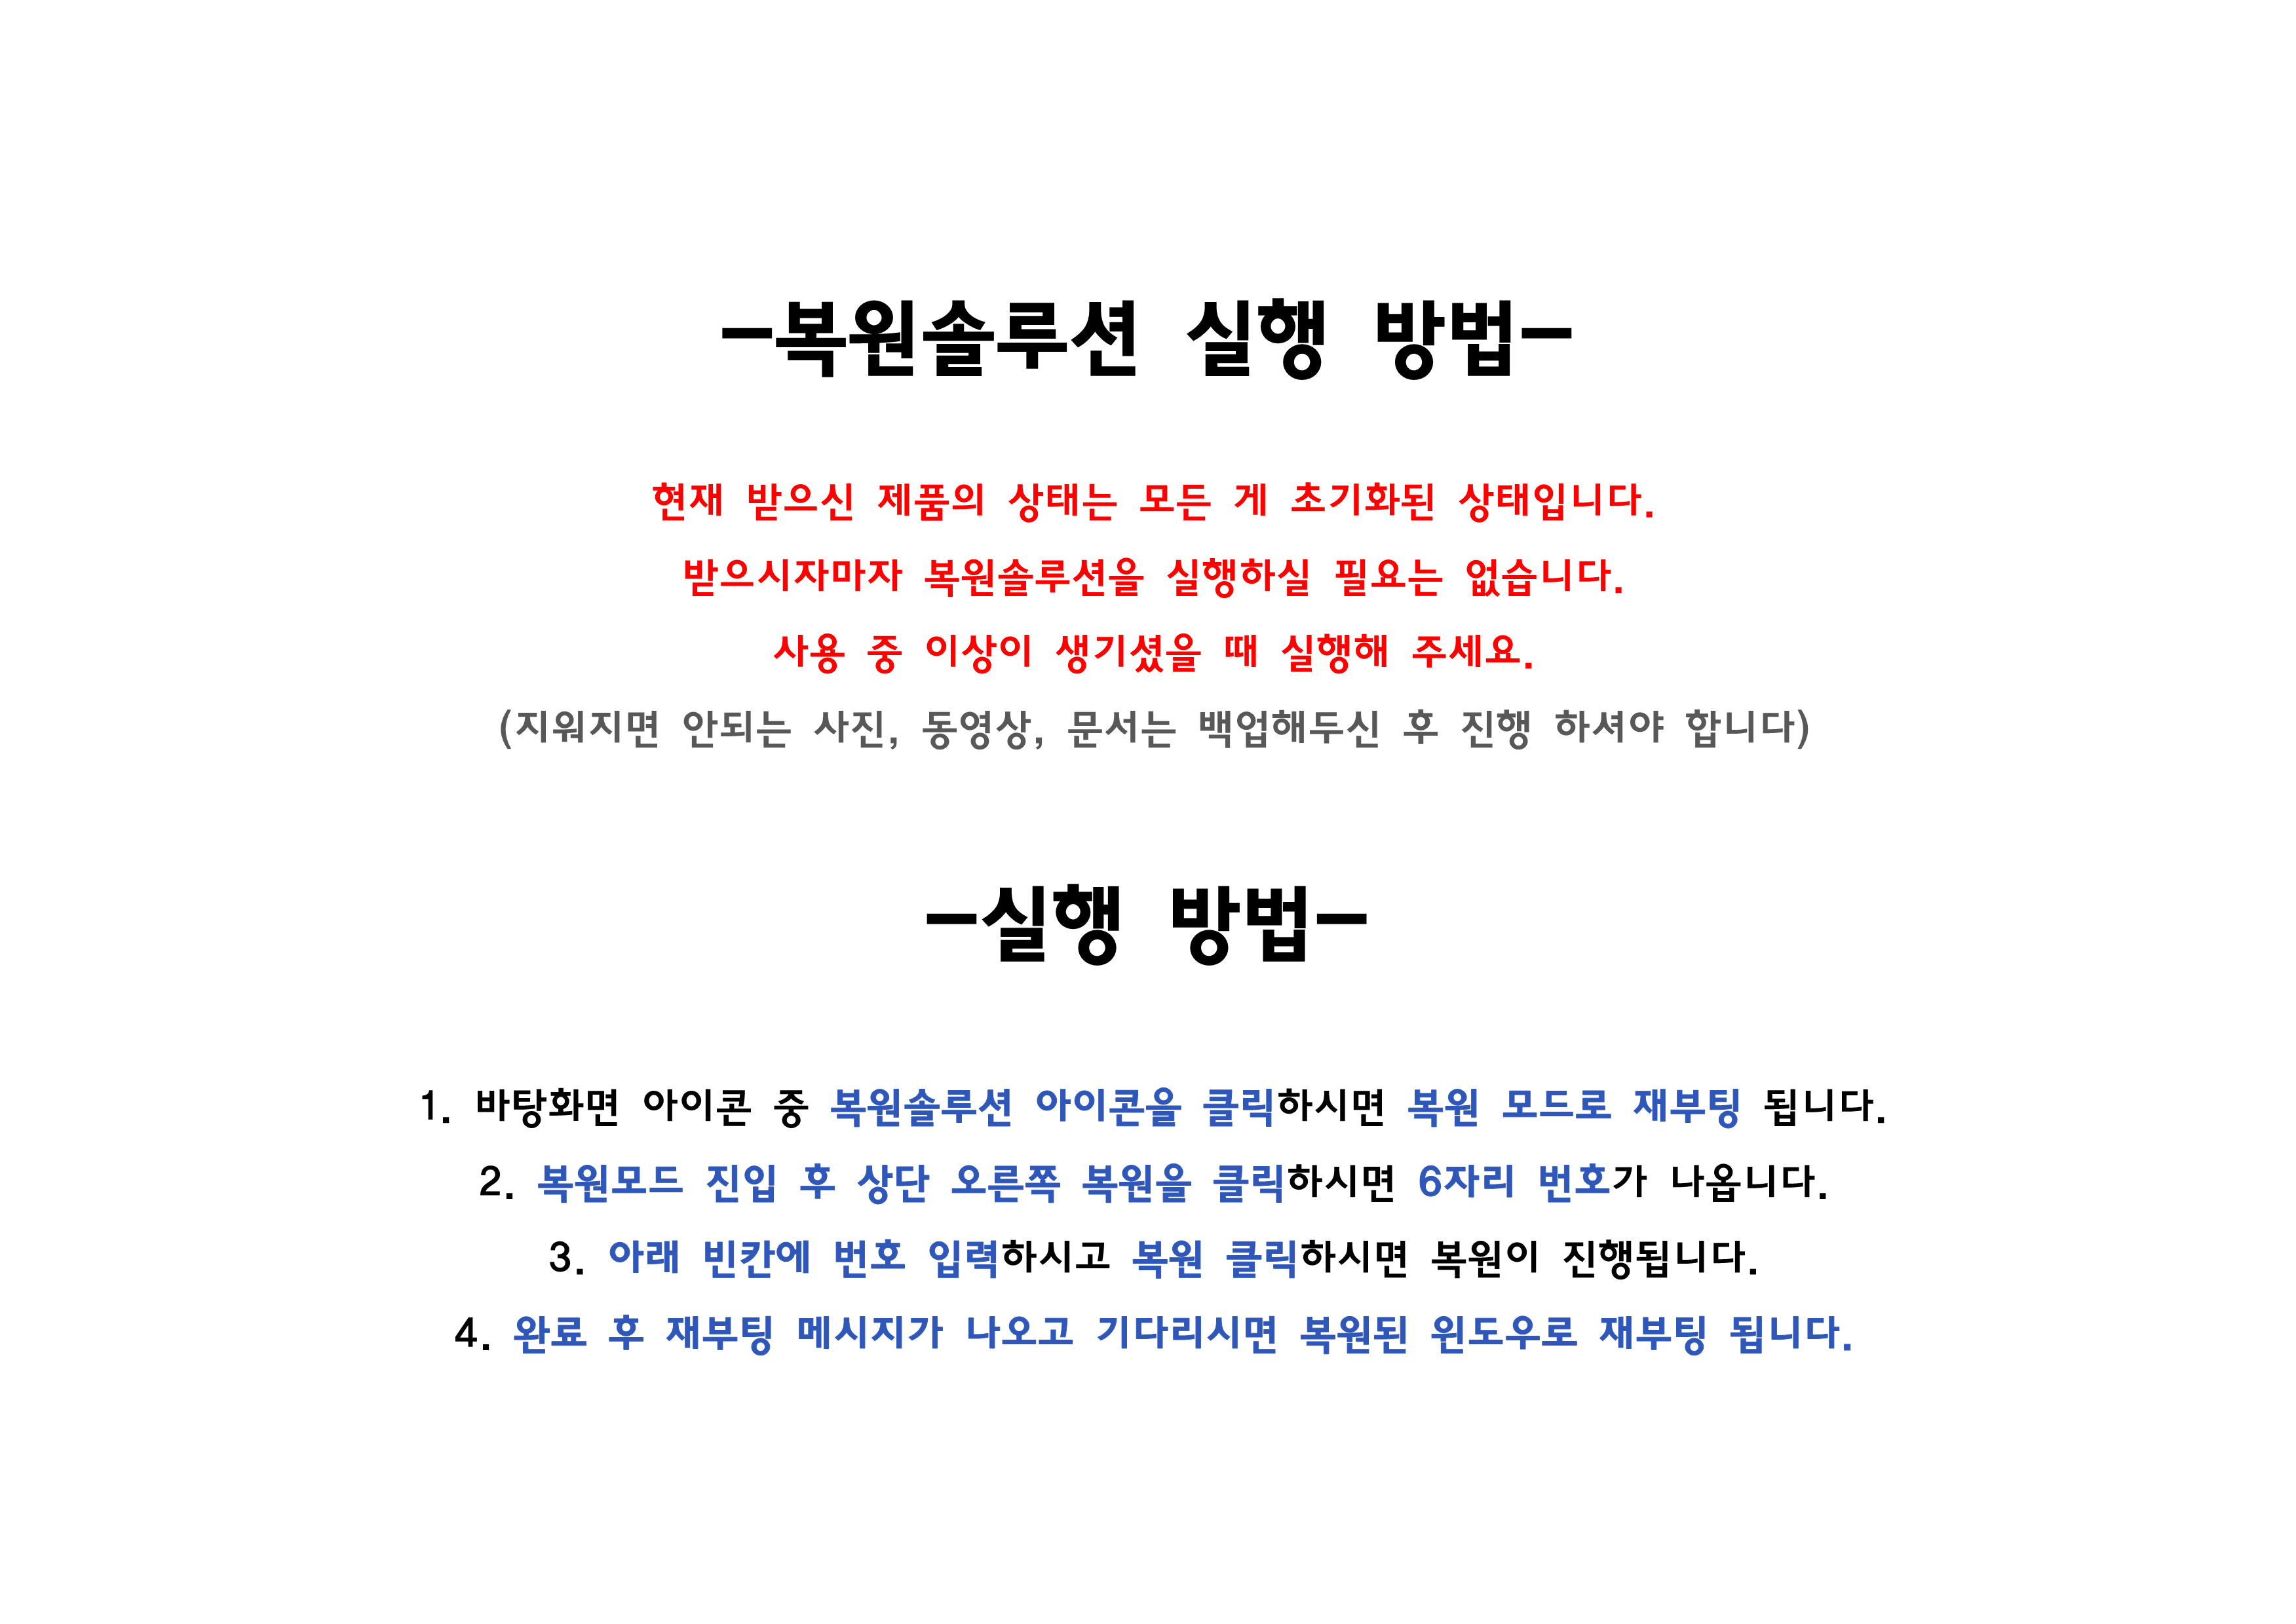 -복원솔루션 실행 방법-
현재 받으신 제품의 상태는 모든 게 초기화된 상태입니다.
받으시자마자 복원솔루션을 실행하실 필요는 없습니다.
사용 중 이상이 생기셨을 때 실행해 주세요.
(지워지면 안되는 사진, 동영상, 문서는 백업해두신 후 진행 하셔야 합니다)
-실행 방법-
1. 바탕화면 아이콘 중 복원솔루션 아이콘을 클릭하시면 복원 모드로 재부팅 됩니다.
2. 복원모드 진입 후 상단 오른쪽 복원을 클릭하시면 6자리 번호가 나옵니다.
3. 아래 빈칸에 번호 입력하시고 복원 클릭하시면 복원이 진행됩니다.
4. 완료 후 재부팅 메시지가 나오고 기다리시면 복원된 윈도우로 재부팅 됩니다.